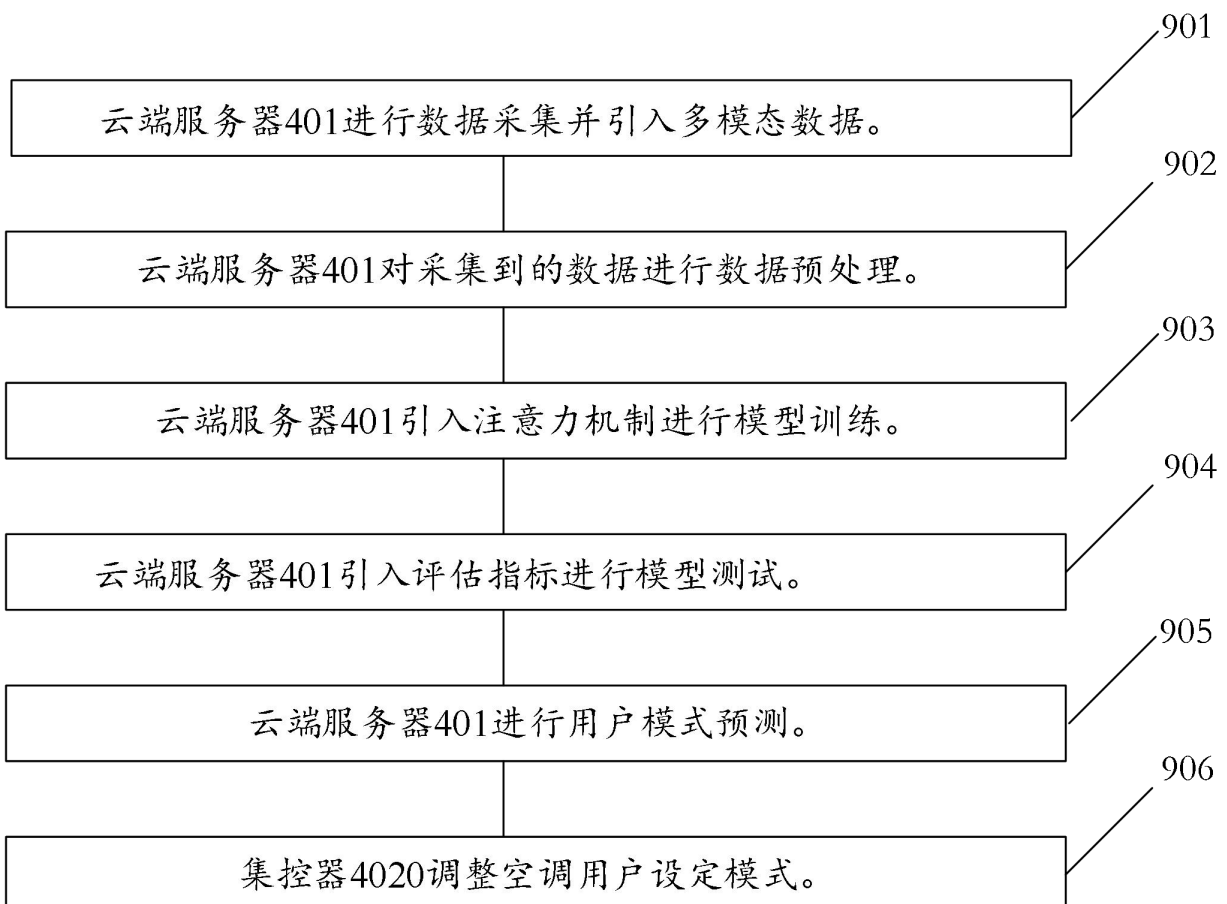 901
云端服务器401进行数据采集并引入多模态数据。
902
云端服务器401对采集到的数据进行数据预处理。
903
云端服务器401引入注意力机制进行模型训练。
904
云端服务器401引入评估指标进行模型测试。
905
云端服务器401进行用户模式预测。
906
集控器4020调整空调用户设定模式。